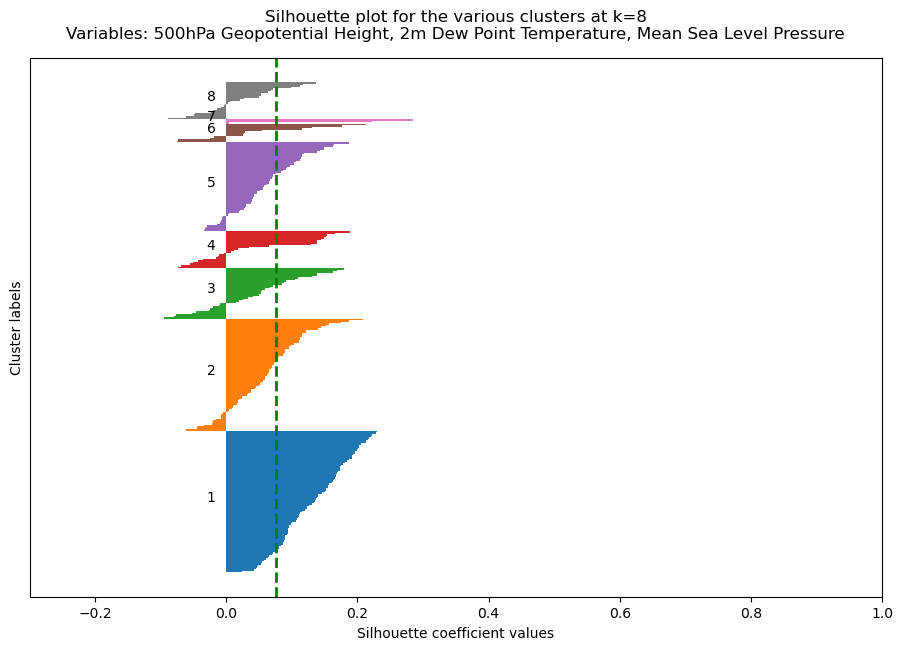 Silhouette plot for the various clusters at k=8
Variables: 500hPa Geopotential Height, 2m Dew Point Temperature, Mean Sea Level Pressure
8
7
6
5
4
3
2
1
Cluster labels
−0.2 0.0 0.2 0.4 0.6 0.8 1.0
Silhouette coefficient values